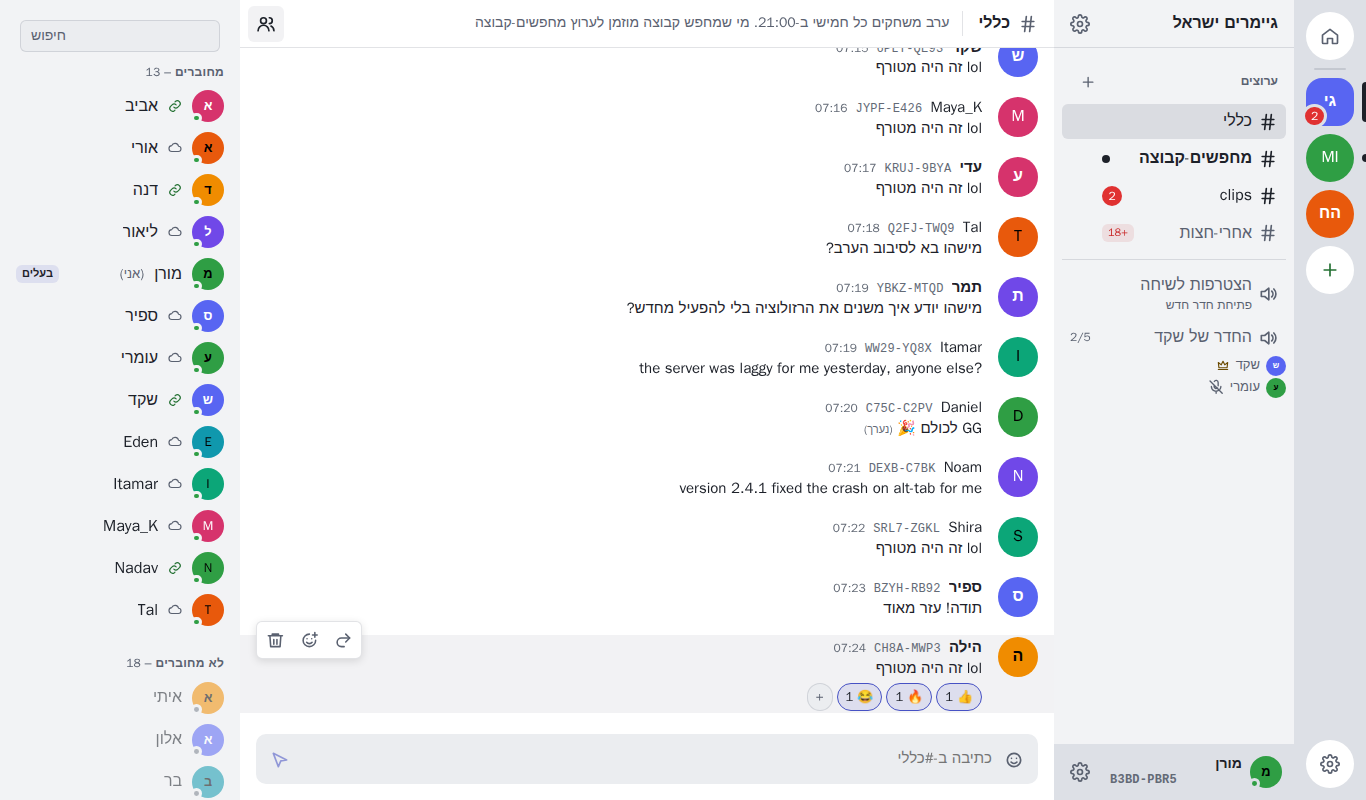 גי
2
MI
הח
גיימרים ישראל
ערוצים
כללי
מחפשים-קבוצה
clips
2
אחרי-חצות
18+
הצטרפות לשיחה
פתיחת חדר חדש
החדר של שקד
2/5
ש
שקד
ע
עומרי
מ
מורן
B3BD-PBR5
כללי
ערב משחקים כל חמישי ב-21:00. מי שמחפש קבוצה מוזמן לערוץ מחפשים-קבוצה
ש
שקד 07:15
lol זה היה מטורף
M
Maya_K JYPF-E426 07:16
lol זה היה מטורף
ע
עדי KRUJ-9BYA 07:17
lol זה היה מטורף
T
Tal Q2FJ-TWQ9 07:18
מישהו בא לסיבוב הערב?
ת
תמר YBKZ-MTQD 07:19
מישהו יודע איך משנים את הרזולוציה בלי להפעיל מחדש?
I
Itamar WW29-YQ8X 07:19
the server was laggy for me yesterday, anyone else?
D
Daniel C75C-C2PV 07:20
GG לכולם 🎉 (נערך)
N
Noam DEXB-C7BK 07:21
version 2.4.1 fixed the crash on alt-tab for me
S
Shira SRL7-ZGKL 07:22
lol זה היה מטורף
ס
ספיר BZYH-RB92 07:23
תודה! עזר מאוד
ה
הילה CH8A-MWP3 07:24
lol זה היה מטורף
👍 1 🔥 1 😂 1 +
כתיבה ב-#כללי
חיפוש
מחוברים – 13
א
אביב
א
אורי
ד
דנה
ל
ליאור
מ
מורן (אני) בעלים
ס
ספיר
ע
עומרי
ש
שקד
E
Eden
I
Itamar
M
Maya_K
N
Nadav
T
Tal
לא מחוברים – 18
א
איתי
א
אלון
ב
בר